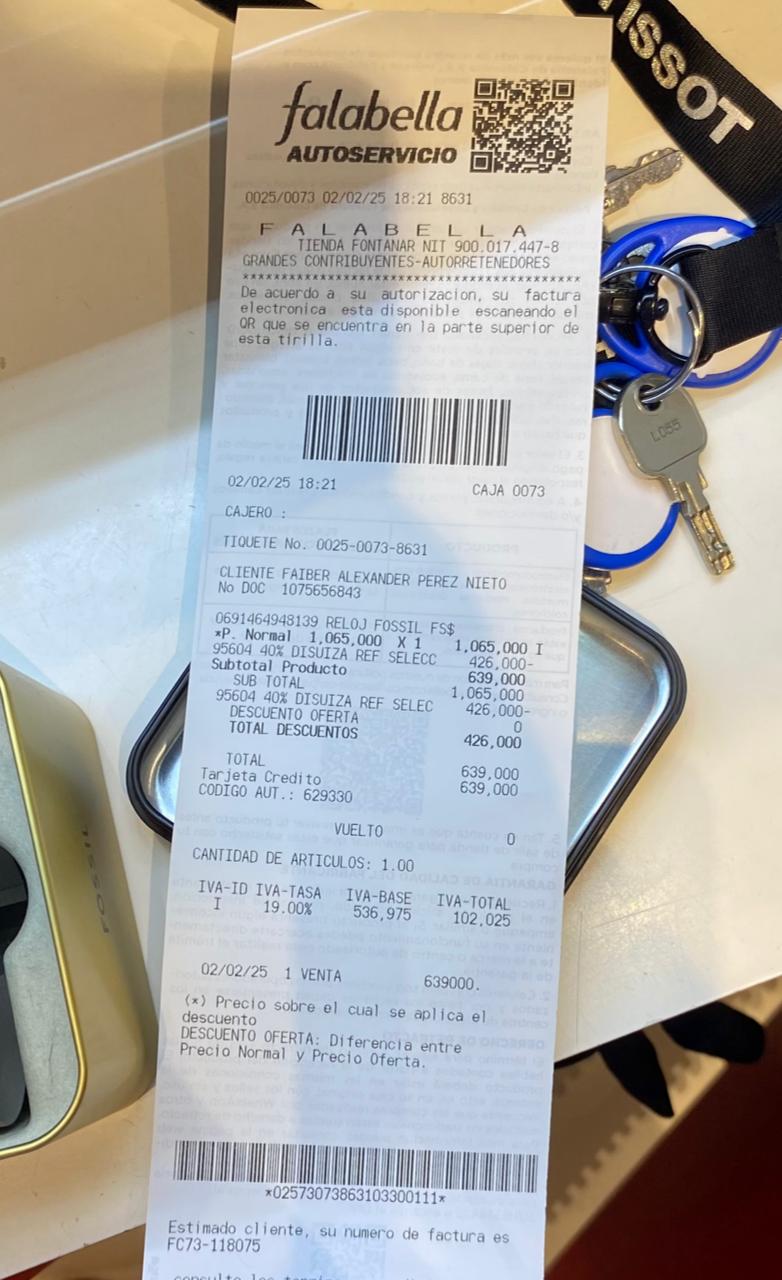 TISSOT
falabella
AUTOSERVICIO
0025/0073 02/02/25 18:21 8631
F A L A B E L L A
TIENDA FONTANAR NIT 900.017.447-8
GRANDES CONTRIBUYENTES-AUTORRETENEDORES
******************************************
De acuerdo a su autorizacion, su factura
electronica esta disponible escaneando el
QR que se encuentra en la parte superior de
esta tirilla.
02/02/25 18:21 CAJA 0073
CAJERO :
TIQUETE No. 0025-0073-8631
CLIENTE FAIBER ALEXANDER PEREZ NIETO
No DOC 1075656843
0691464948139 RELOJ FOSSIL FS$
*P. Normal 1,065,000 X 1 1,065,000 I
95604 40% DISUIZA REF SELECC 426,000-
Subtotal Producto 639,000
SUB TOTAL 1,065,000
95604 40% DISUIZA REF SELEC 426,000-
DESCUENTO OFERTA 0
TOTAL DESCUENTOS 426,000
TOTAL 639,000
Tarjeta Credito 639,000
CODIGO AUT.: 629330
VUELTO 0
CANTIDAD DE ARTICULOS: 1.00
IVA-ID IVA-TASA IVA-BASE IVA-TOTAL
I 19.00% 536,975 102,025
02/02/25 1 VENTA 639000.
(*) Precio sobre el cual se aplica el
descuento
DESCUENTO OFERTA: Diferencia entre
Precio Normal y Precio Oferta.
*02573073863103300111*
Estimado cliente, su numero de factura es
FC73-118075
L055
FOSSIL